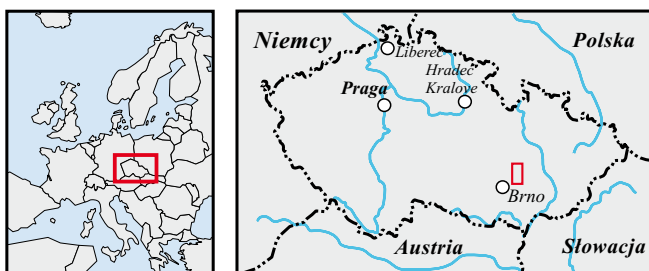 Niemcy
Polska
Liberec
Hradec
Kralove
Praga
Brno
Austria
Słowacja